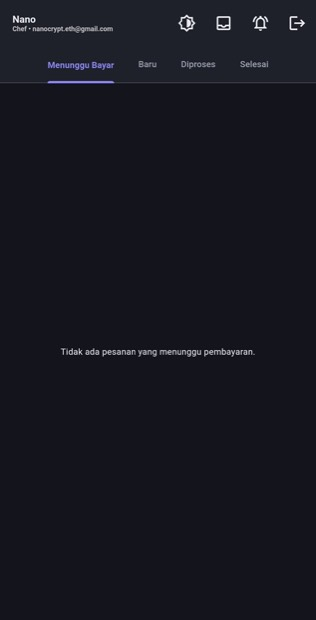 Nano
Chef • nanocrypt.eth@gmail.com
Menunggu Bayar Baru Diproses Selesai
Tidak ada pesanan yang menunggu pembayaran.